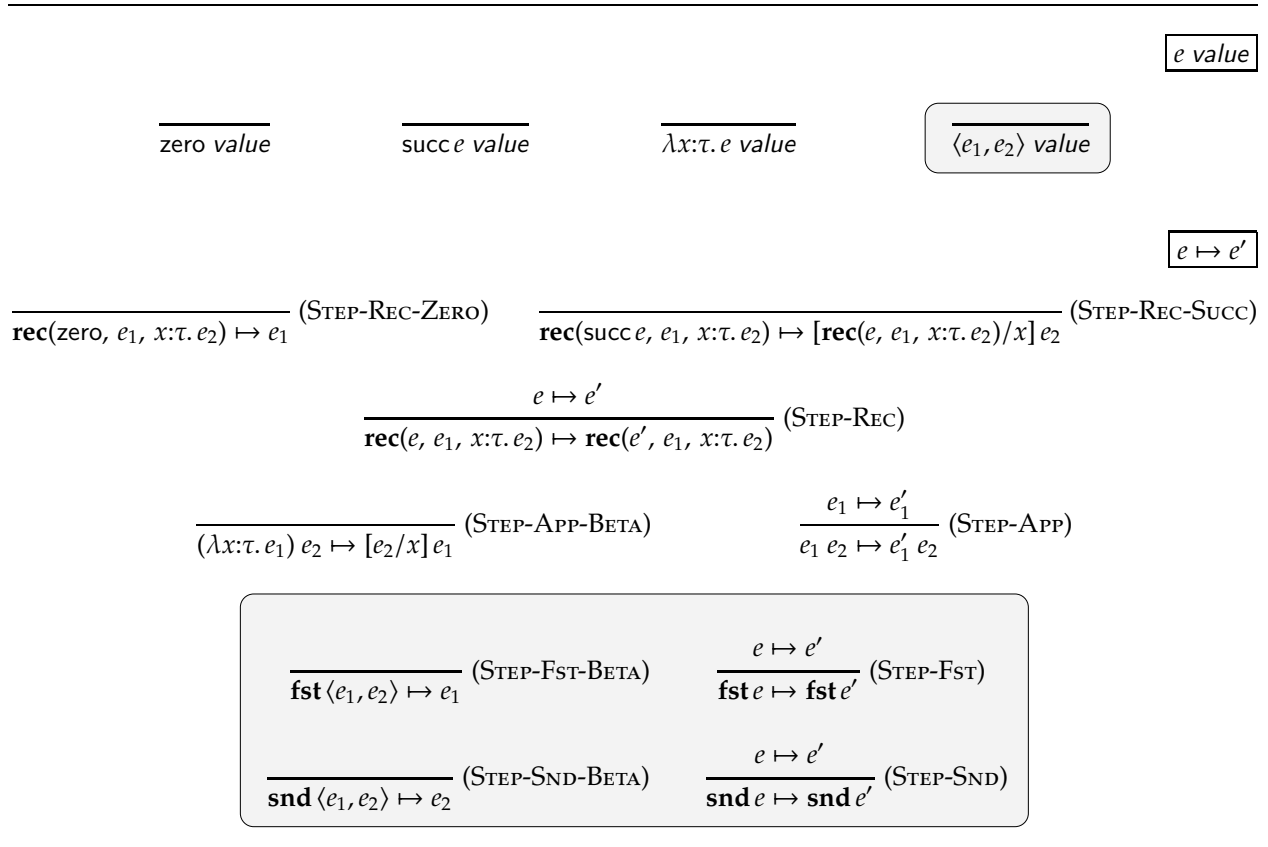 e value
zero value succ e value λx:τ. e value ⟨e₁, e₂⟩ value
e ↦ e′
rec(zero, e₁, x:τ. e₂) ↦ e₁ (Step-Rec-Zero) rec(succ e, e₁, x:τ. e₂) ↦ [rec(e, e₁, x:τ. e₂)/x] e₂ (Step-Rec-Succ)
e ↦ e′
rec(e, e₁, x:τ. e₂) ↦ rec(e′, e₁, x:τ. e₂) (Step-Rec)
(λx:τ. e₁) e₂ ↦ [e₂/x] e₁ (Step-App-Beta) e₁ ↦ e₁′
e₁ e₂ ↦ e₁′ e₂ (Step-App)
fst ⟨e₁, e₂⟩ ↦ e₁ (Step-Fst-Beta) e ↦ e′
fst e ↦ fst e′ (Step-Fst)
snd ⟨e₁, e₂⟩ ↦ e₂ (Step-Snd-Beta) e ↦ e′
snd e ↦ snd e′ (Step-Snd)